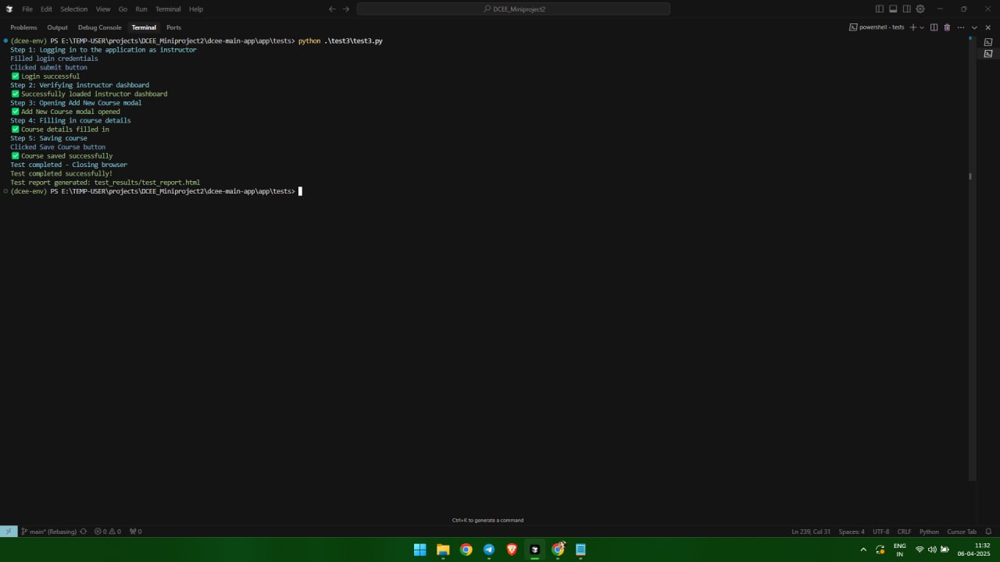 File Edit Selection View Go Run Terminal Help
DCEE_Miniproject2
Problems Output Debug Console Terminal Ports
powershell - tests
(dcee-env) PS E:\TEMP-USER\projects\DCEE_Miniproject2\dcee-main-app\app\tests> python .\test3\test3.py
Step 1: Logging in to the application as instructor
Filled login credentials
Clicked submit button
✅ Login successful
Step 2: Verifying instructor dashboard
✅ Successfully loaded instructor dashboard
Step 3: Opening Add New Course modal
✅ Add New Course modal opened
Step 4: Filling in course details
✅ Course details filled in
Step 5: Saving course
Clicked Save Course button
✅ Course saved successfully
Test completed - Closing browser
Test completed successfully!
Test report generated: test_results/test_report.html
(dcee-env) PS E:\TEMP-USER\projects\DCEE_Miniproject2\dcee-main-app\app\tests>
Ctrl+K to generate a command
main* (Rebasing) 0 0 0
Ln 239, Col 31 Spaces: 4 UTF-8 CRLF Python Cursor Tab
ENG
IN
11:32
06-04-2025